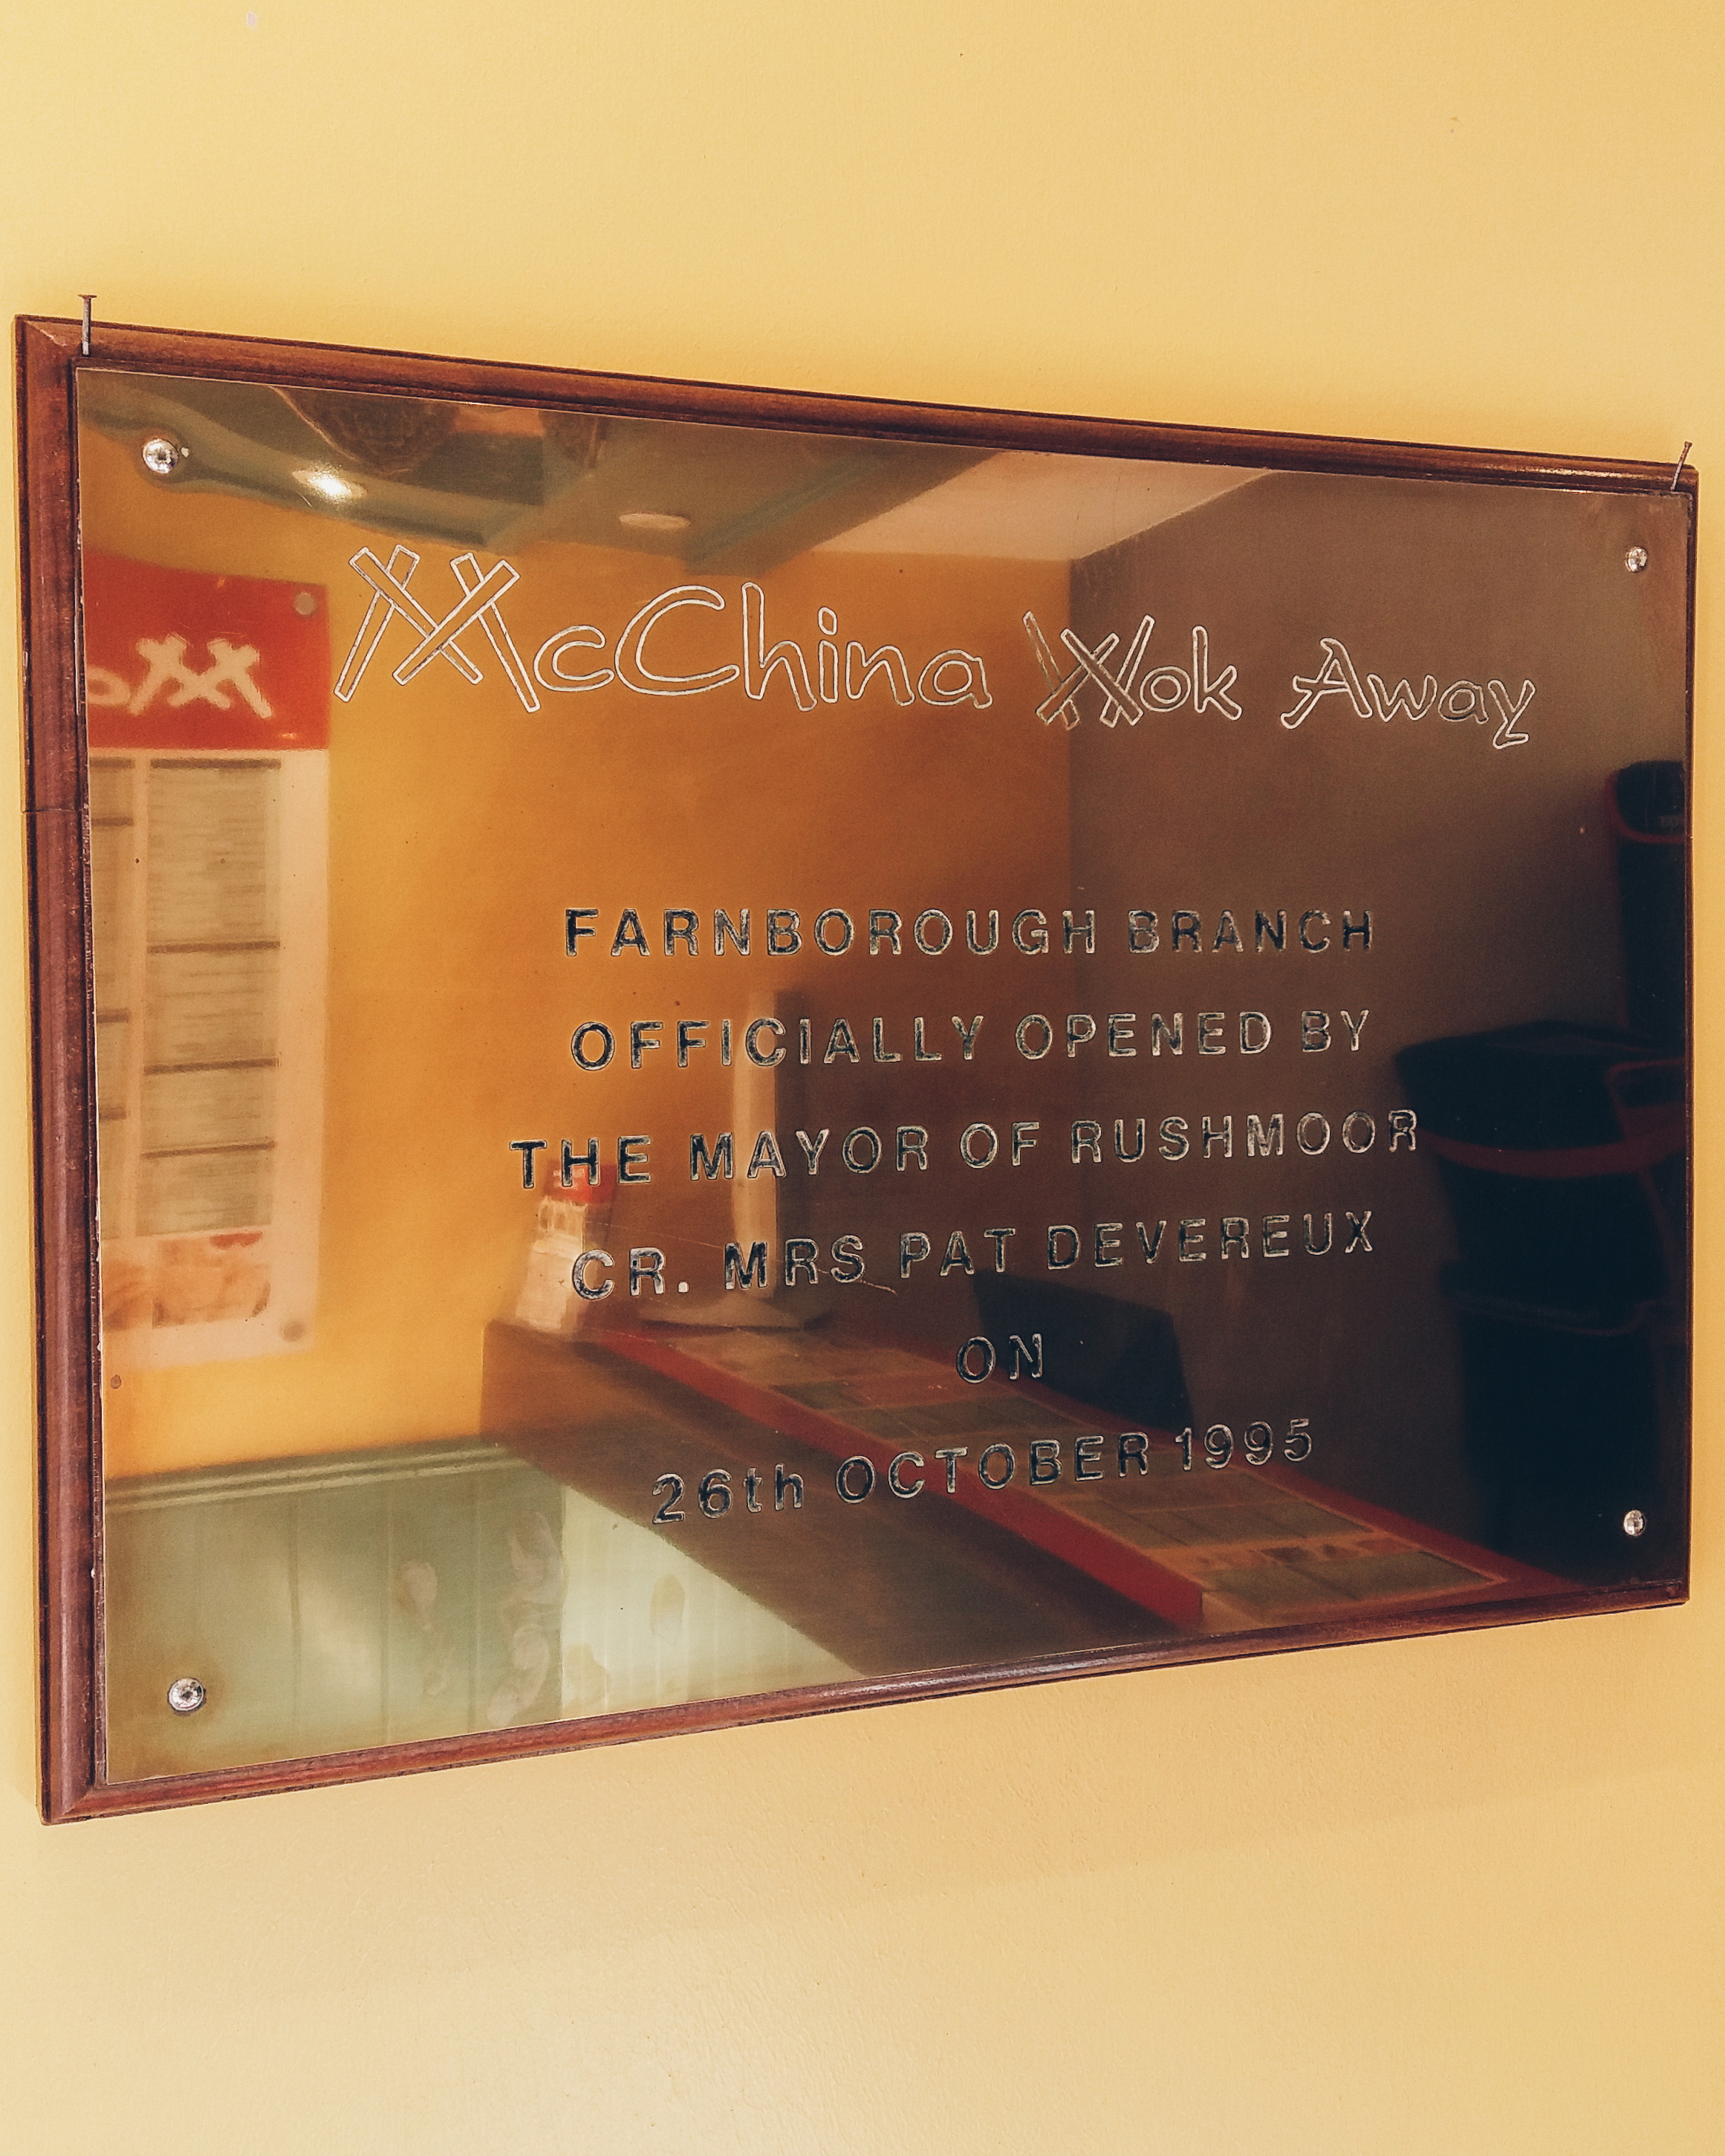 McChina Wok Away
FARNBOROUGH BRANCH
OFFICIALLY OPENED BY
THE MAYOR OF RUSHMOOR
CR. MRS PAT DEVEREUX
ON
26th OCTOBER 1995